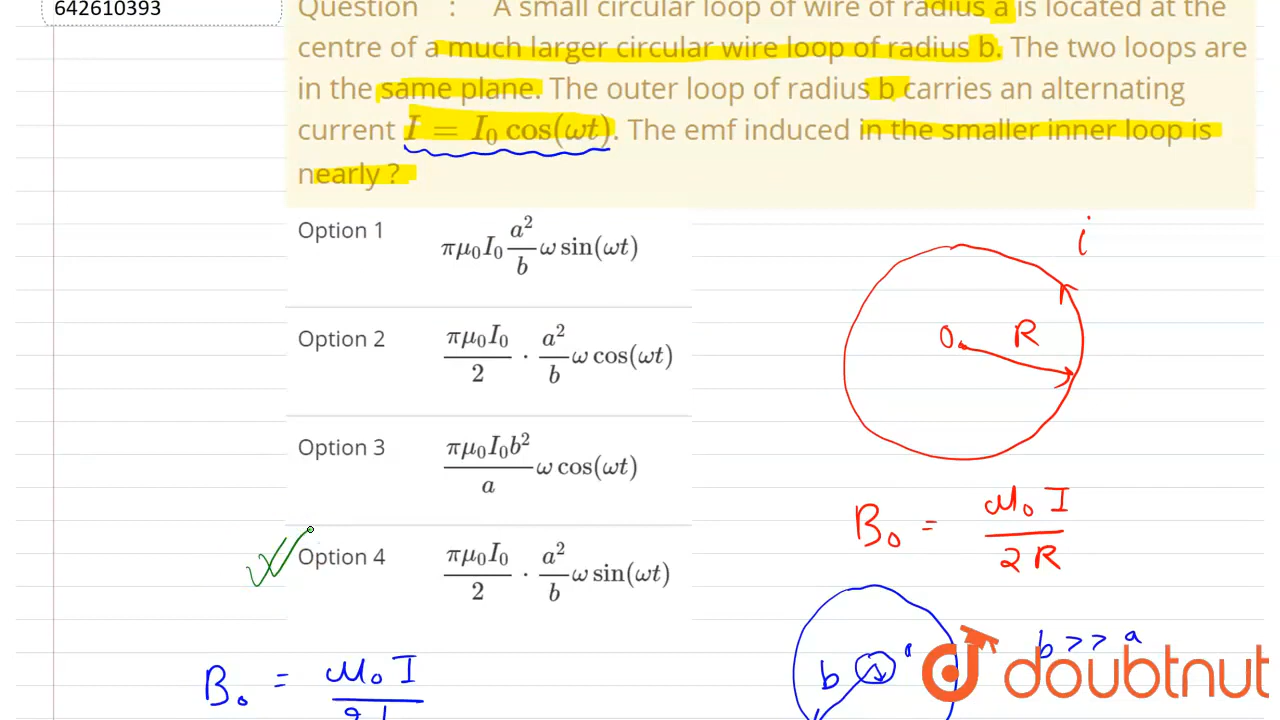 642610393
Question : A small circular loop of wire of radius a is located at the
centre of a much larger circular wire loop of radius b. The two loops are
in the same plane. The outer loop of radius b carries an alternating
current I = I₀ cos(ωt). The emf induced in the smaller inner loop is
nearly ?
Option 1 πμ₀I₀ a²/b ω sin(ωt)
Option 2 πμ₀I₀/2 · a²/b ω cos(ωt)
Option 3 πμ₀I₀b²/a ω cos(ωt)
Option 4 πμ₀I₀/2 · a²/b ω sin(ωt)
i
O R
B₀ = μ₀ I / 2 R
b
b >> a
B₀ = μ₀ I / 2 b
doubtnut